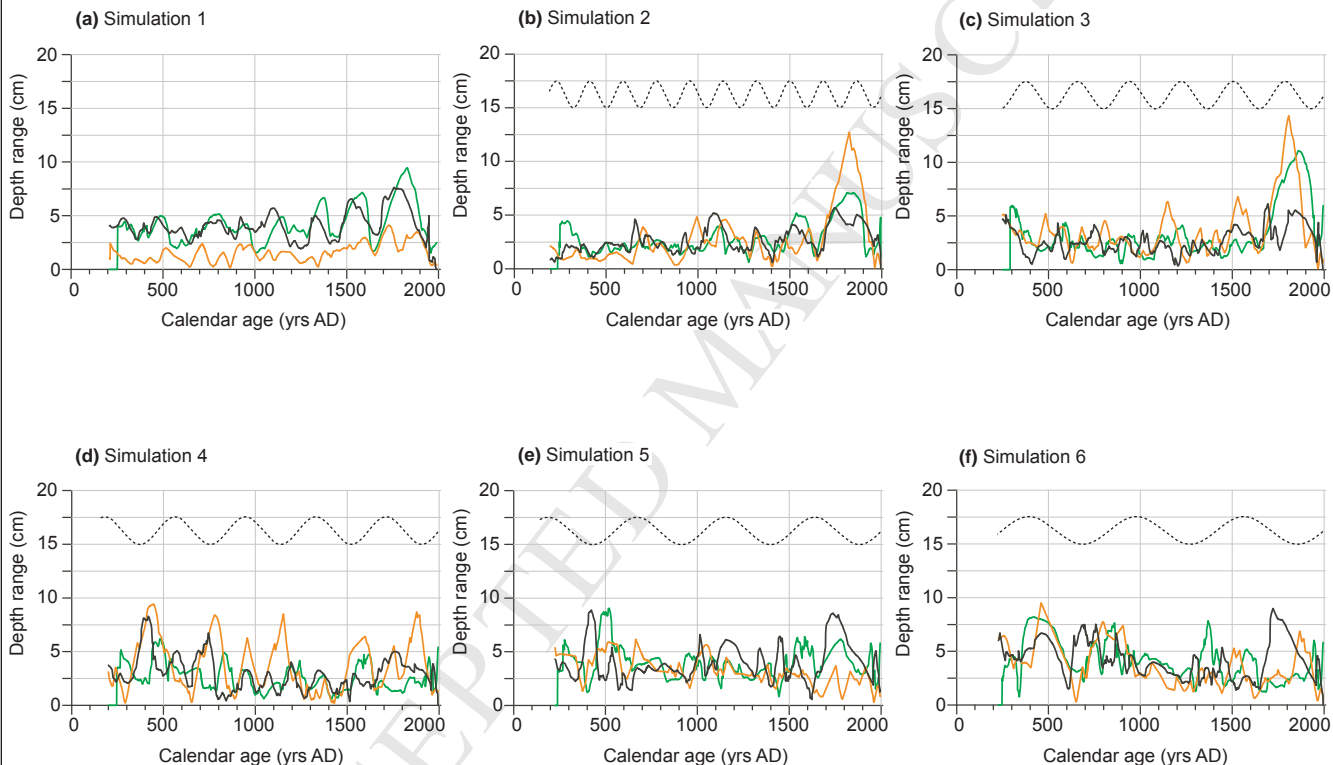 (a) Simulation 1
(b) Simulation 2
(c) Simulation 3
20
15
10
5
0
Depth range (cm)
0 500 1000 1500 2000
Calendar age (yrs AD)
20
15
10
5
0
Depth range (cm)
0 500 1000 1500 2000
Calendar age (yrs AD)
20
15
10
5
0
Depth range (cm)
0 500 1000 1500 2000
Calendar age (yrs AD)
(d) Simulation 4
(e) Simulation 5
(f) Simulation 6
20
15
10
5
0
Depth range (cm)
0 500 1000 1500 2000
Calendar age (yrs AD)
20
15
10
5
0
Depth range (cm)
0 500 1000 1500 2000
Calendar age (yrs AD)
20
15
10
5
0
Depth range (cm)
0 500 1000 1500 2000
Calendar age (yrs AD)